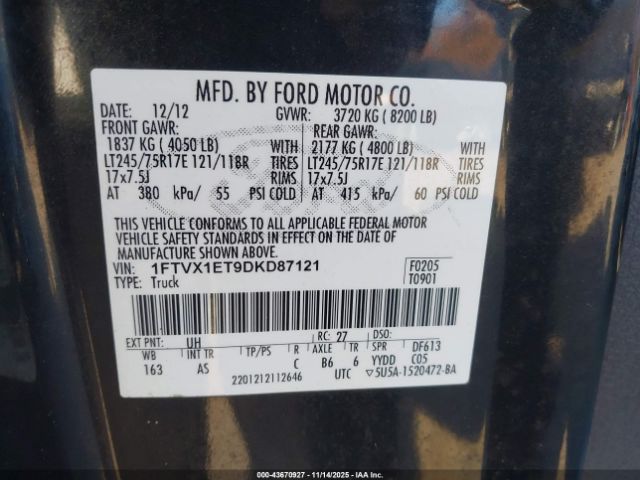 MFD. BY FORD MOTOR CO.
DATE: 12/12 GVWR: 3720 KG ( 8200 LB)
FRONT GAWR: REAR GAWR:
1837 KG ( 4050 LB) WITH 2177 KG ( 4800 LB) WITH
LT245/75R17E 121/118R TIRES LT245/75R17E 121/118R TIRES
17x7.5J RIMS 17x7.5J RIMS
AT 380 kPa/ 55 PSI COLD AT 415 kPa/ 60 PSI COLD
THIS VEHICLE CONFORMS TO ALL APPLICABLE FEDERAL MOTOR
VEHICLE SAFETY STANDARDS IN EFFECT ON THE DATE OF
MANUFACTURE SHOWN ABOVE.
VIN: 1FTVX1ET9DKD87121 F0205
TYPE: Truck T0901
EXT PNT: UH RC: 27 DSO:
WB INT TR TP/PS R AXLE TR SPR DF613
163 AS C B6 6 YYDD C05
2201212112646 UTC ▽5U5A-1520472-BA
000-43670927 - 11/14/2025 - IAAI.COM